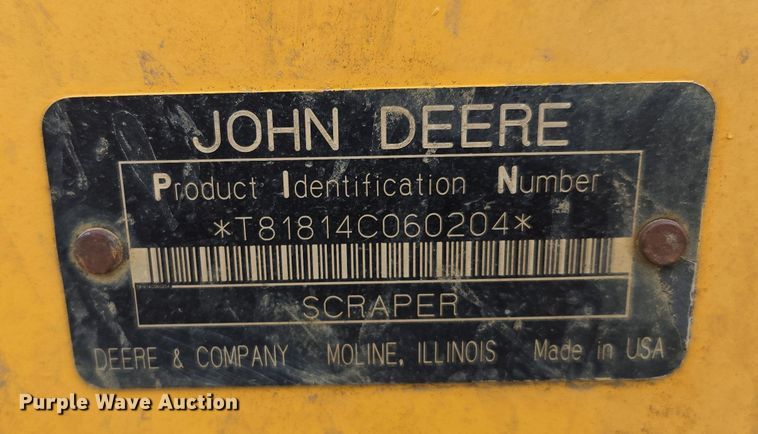 JOHN DEERE
Product Identification Number
*T81814C060204*
SCRAPER
DEERE & COMPANY MOLINE, ILLINOIS Made in USA
Purple Wave Auction